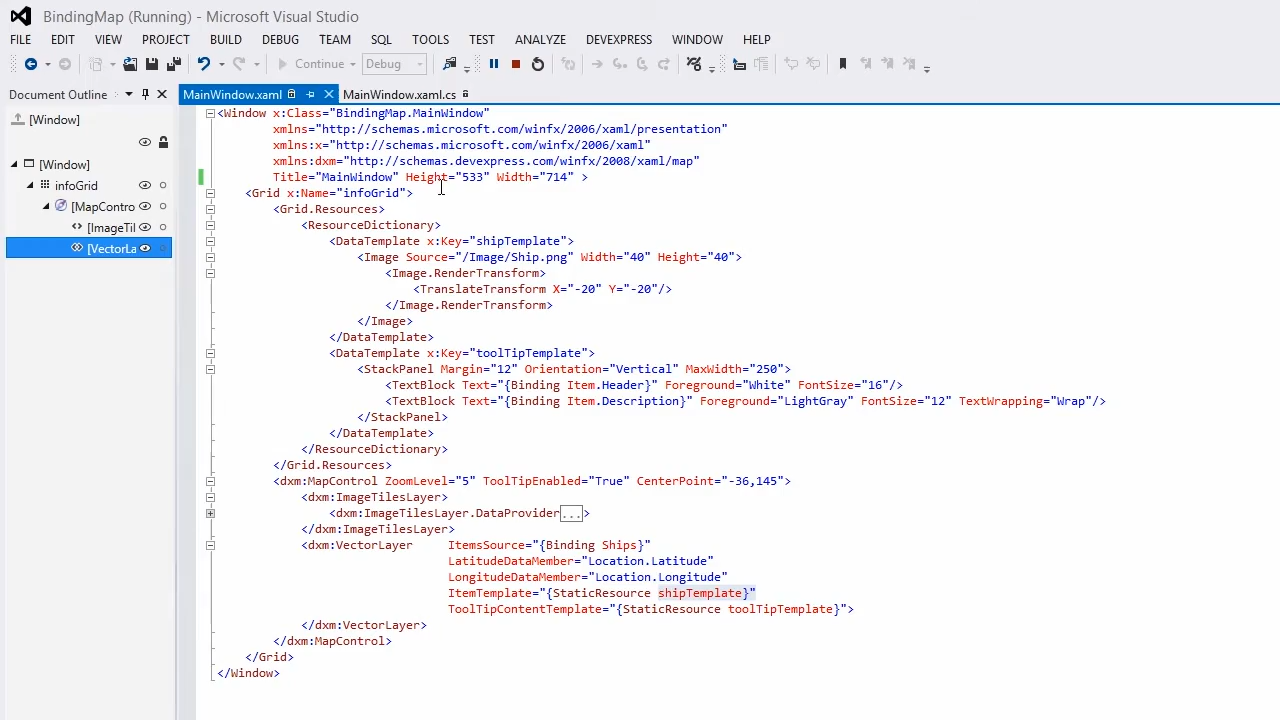 BindingMap (Running) - Microsoft Visual Studio
FILE EDIT VIEW PROJECT BUILD DEBUG TEAM SQL TOOLS TEST ANALYZE DEVEXPRESS WINDOW HELP
Continue Debug
Document Outline MainWindow.xaml MainWindow.xaml.cs
[Window]
[Window]
infoGrid
[MapContro
[ImageTil
[VectorLa
<Window x:Class="BindingMap.MainWindow"
xmlns="http://schemas.microsoft.com/winfx/2006/xaml/presentation"
xmlns:x="http://schemas.microsoft.com/winfx/2006/xaml"
xmlns:dxm="http://schemas.devexpress.com/winfx/2008/xaml/map"
Title="MainWindow" Height="533" Width="714" >
<Grid x:Name="infoGrid">
<Grid.Resources>
<ResourceDictionary>
<DataTemplate x:Key="shipTemplate">
<Image Source="/Image/Ship.png" Width="40" Height="40">
<Image.RenderTransform>
<TranslateTransform X="-20" Y="-20"/>
</Image.RenderTransform>
</Image>
</DataTemplate>
<DataTemplate x:Key="toolTipTemplate">
<StackPanel Margin="12" Orientation="Vertical" MaxWidth="250">
<TextBlock Text="{Binding Item.Header}" Foreground="White" FontSize="16"/>
<TextBlock Text="{Binding Item.Description}" Foreground="LightGray" FontSize="12" TextWrapping="Wrap"/>
</StackPanel>
</DataTemplate>
</ResourceDictionary>
</Grid.Resources>
<dxm:MapControl ZoomLevel="5" ToolTipEnabled="True" CenterPoint="-36,145">
<dxm:ImageTilesLayer>
<dxm:ImageTilesLayer.DataProvider...>
</dxm:ImageTilesLayer>
<dxm:VectorLayer ItemsSource="{Binding Ships}"
LatitudeDataMember="Location.Latitude"
LongitudeDataMember="Location.Longitude"
ItemTemplate="{StaticResource shipTemplate}"
ToolTipContentTemplate="{StaticResource toolTipTemplate}">
</dxm:VectorLayer>
</dxm:MapControl>
</Grid>
</Window>